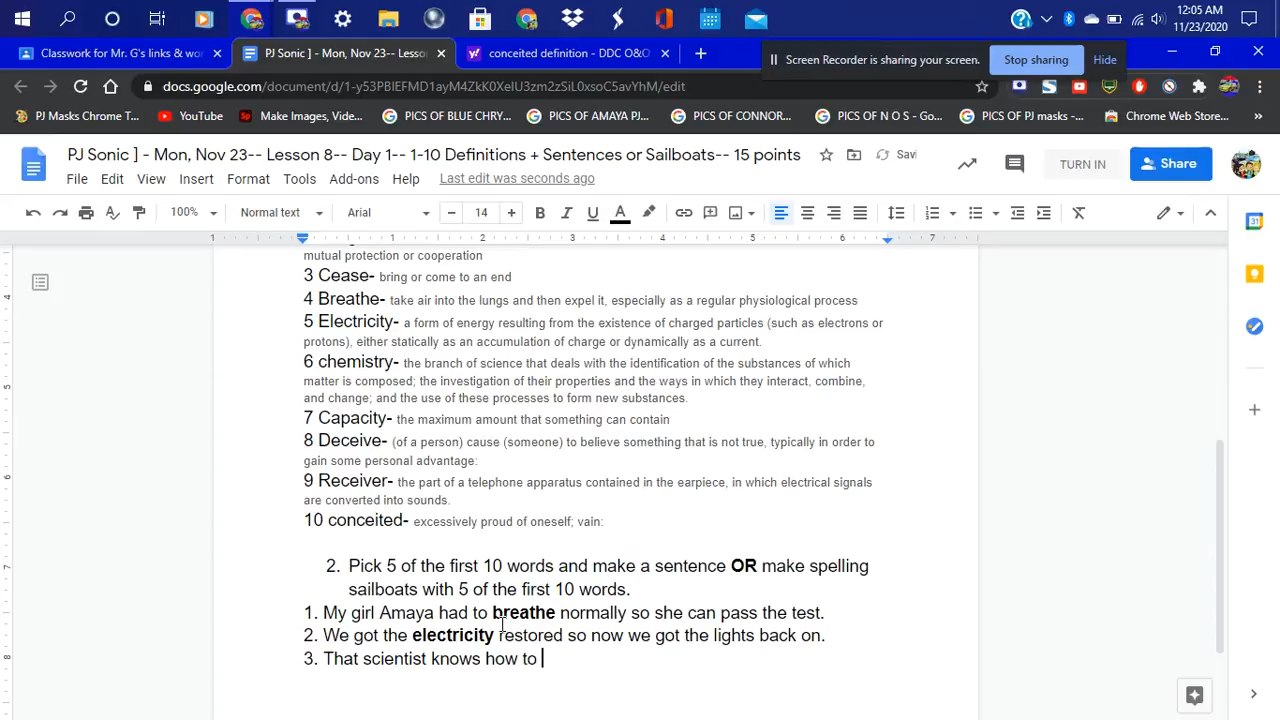 12:05 AM
11/23/2020
Classwork for Mr. G's links & wo
PJ Sonic ] - Mon, Nov 23-- Lesso
conceited definition - DDC O&O
Screen Recorder is sharing your screen.
Stop sharing
Hide
docs.google.com/document/d/1-y53PBIEFMD1ayM4ZkK0XeIU3zm2zSiL0xsoC5avYhM/edit
PJ Masks Chrome T...
YouTube
Make Images, Vide...
PICS OF BLUE CHRY...
PICS OF AMAYA PJ...
PICS OF CONNOR...
PICS OF N O S - Go...
PICS OF PJ masks -...
Chrome Web Store...
PJ Sonic ] - Mon, Nov 23-- Lesson 8-- Day 1-- 1-10 Definitions + Sentences or Sailboats-- 15 points
Savi
TURN IN
Share
File Edit View Insert Format Tools Add-ons Help Last edit was seconds ago
100% Normal text Arial 14 B I U A
1 1 2 3 4 5 6 7
mutual protection or cooperation
3 Cease- bring or come to an end
4 Breathe- take air into the lungs and then expel it, especially as a regular physiological process
5 Electricity- a form of energy resulting from the existence of charged particles (such as electrons or
protons), either statically as an accumulation of charge or dynamically as a current.
6 chemistry- the branch of science that deals with the identification of the substances of which
matter is composed; the investigation of their properties and the ways in which they interact, combine,
and change; and the use of these processes to form new substances.
7 Capacity- the maximum amount that something can contain
8 Deceive- (of a person) cause (someone) to believe something that is not true, typically in order to
gain some personal advantage:
9 Receiver- the part of a telephone apparatus contained in the earpiece, in which electrical signals
are converted into sounds.
10 conceited- excessively proud of oneself; vain:
2. Pick 5 of the first 10 words and make a sentence OR make spelling
sailboats with 5 of the first 10 words.
1. My girl Amaya had to breathe normally so she can pass the test.
2. We got the electricity restored so now we got the lights back on.
3. That scientist knows how to